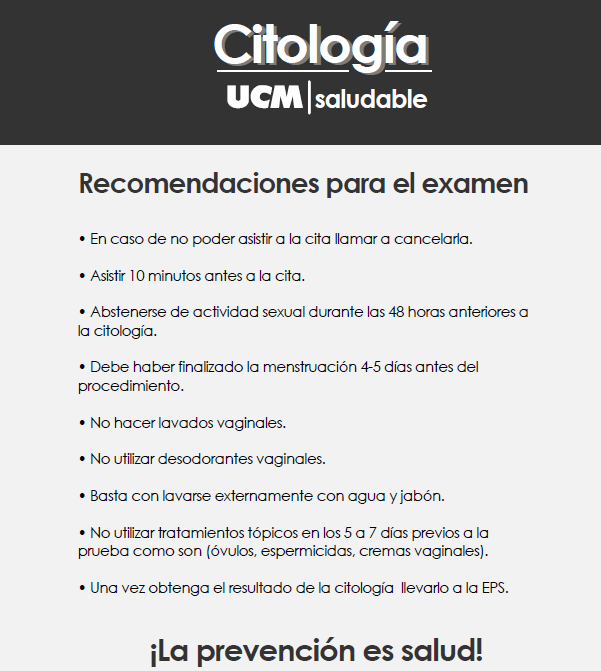 Citología
UCM saludable
Recomendaciones para el examen
• En caso de no poder asistir a la cita llamar a cancelarla.
• Asistir 10 minutos antes a la cita.
• Abstenerse de actividad sexual durante las 48 horas anteriores a
la citología.
• Debe haber finalizado la menstruación 4-5 días antes del
procedimiento.
• No hacer lavados vaginales.
• No utilizar desodorantes vaginales.
• Basta con lavarse externamente con agua y jabón.
• No utilizar tratamientos tópicos en los 5 a 7 días previos a la
prueba como son (óvulos, espermicidas, cremas vaginales).
• Una vez obtenga el resultado de la citología  llevarlo a la EPS.
¡La prevención es salud!